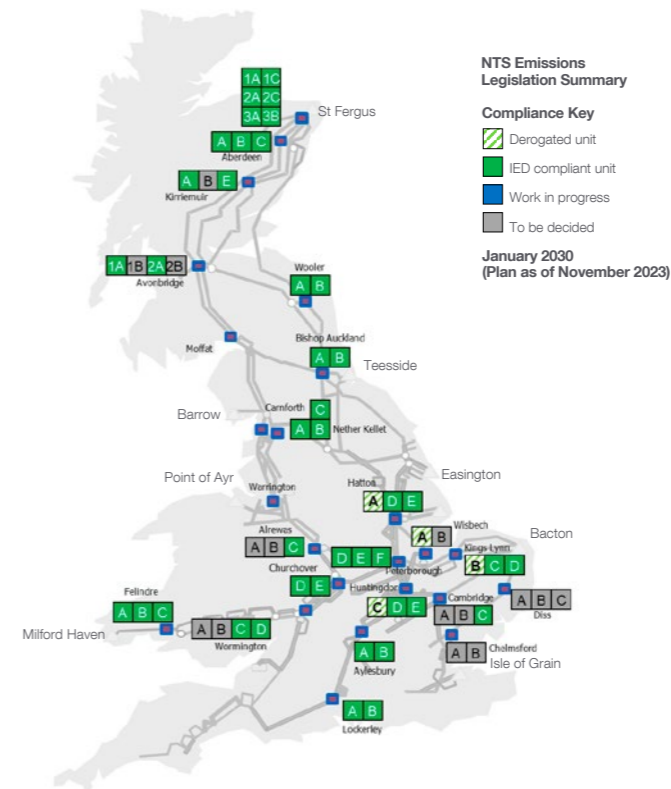 NTS Emissions
Legislation Summary
Compliance Key
Derogated unit
IED compliant unit
Work in progress
To be decided
January 2030
(Plan as of November 2023)
1A 1C
2A 2C
3A 3B
St Fergus
A B C
Aberdeen
A B E
Kirriemuir
1A 1B 2A 2B
Avonbridge
Wooler
A B
Moffat
Bishop Auckland
A B
Teesside
Carnforth C
Barrow
A B Nether Kellet
Point of Ayr
Warrington
Hatton
A D E
Easington
Alrewas
A B C
Wisbech
A B
Bacton
Kings Lynn
B C D
D E F
Peterborough
Churchover
D E
Huntingdon
C D E
Cambridge
A B C
A B C
Diss
Felindre
A B C
Milford Haven
A B C D
Wormington
A B
Aylesbury
A B
Chelmsford
Isle of Grain
A B
Lockerley